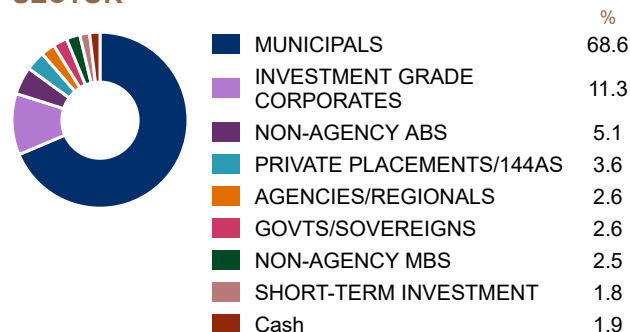 SECTOR
%
MUNICIPALS 68.6
INVESTMENT GRADE
CORPORATES 11.3
NON-AGENCY ABS 5.1
PRIVATE PLACEMENTS/144AS 3.6
AGENCIES/REGIONALS 2.6
GOVTS/SOVEREIGNS 2.6
NON-AGENCY MBS 2.5
SHORT-TERM INVESTMENT 1.8
Cash 1.9